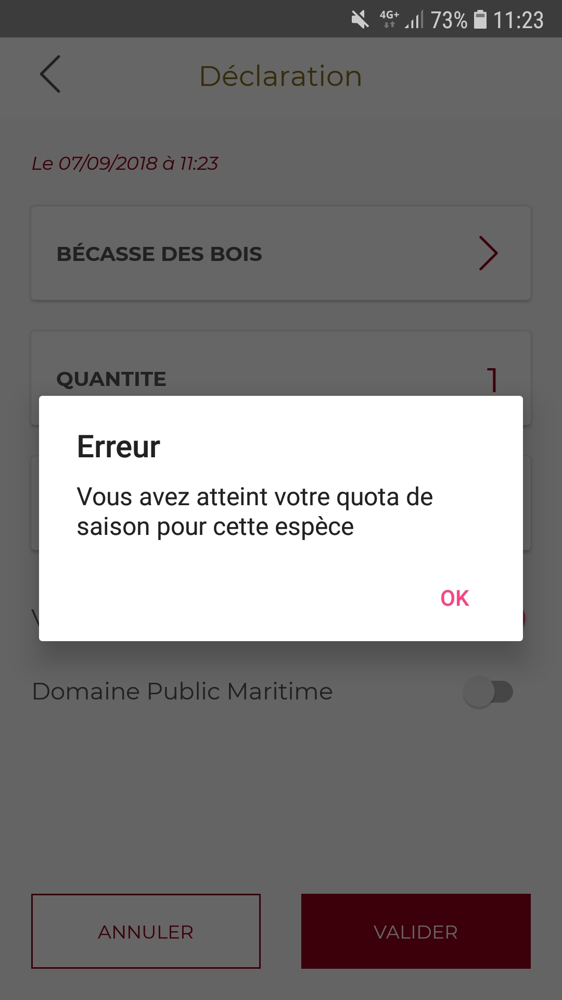 4G+ 73% 11:23
Déclaration
Le 07/09/2018 à 11:23
BÉCASSE DES BOIS
QUANTITE 1
Erreur
Vous avez atteint votre quota de
saison pour cette espèce
OK
Domaine Public Maritime
ANNULER VALIDER